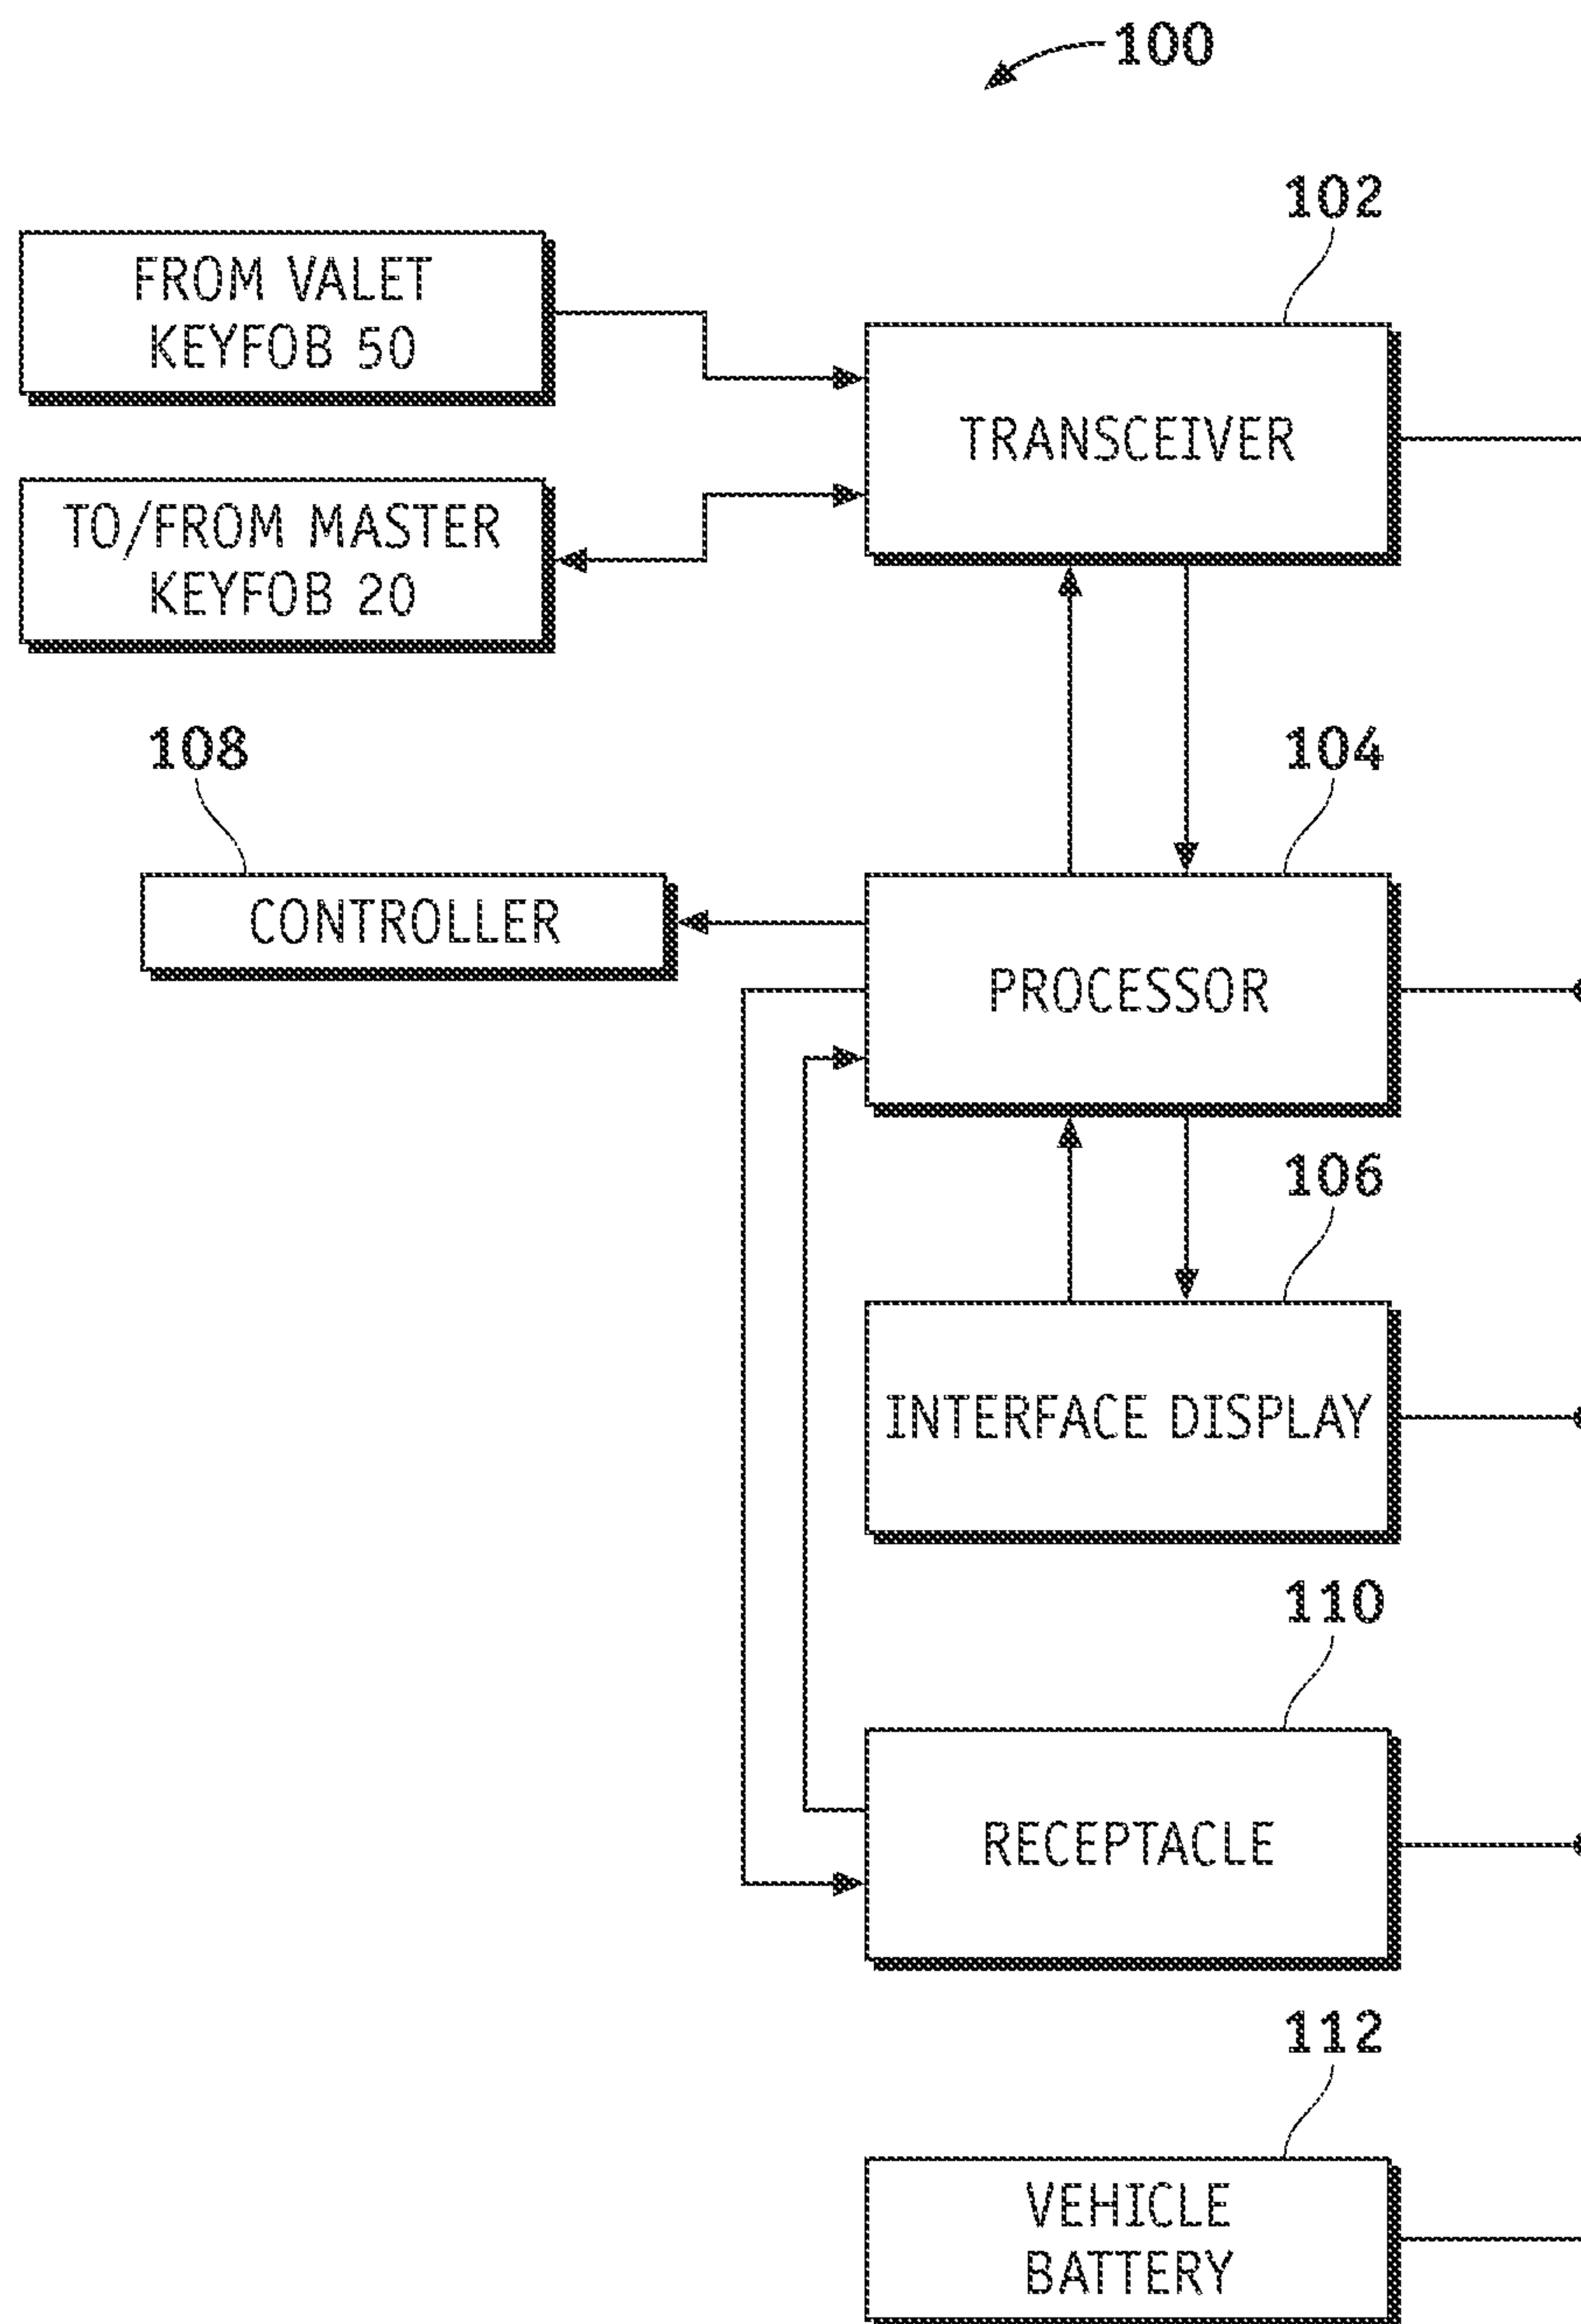 100
102
FROM VALET
KEYFOB 50
TRANSCEIVER
TO/FROM MASTER
KEYFOB 20
108
104
CONTROLLER
PROCESSOR
106
INTERFACE DISPLAY
110
RECEPTACLE
112
VEHICLE
BATTERY